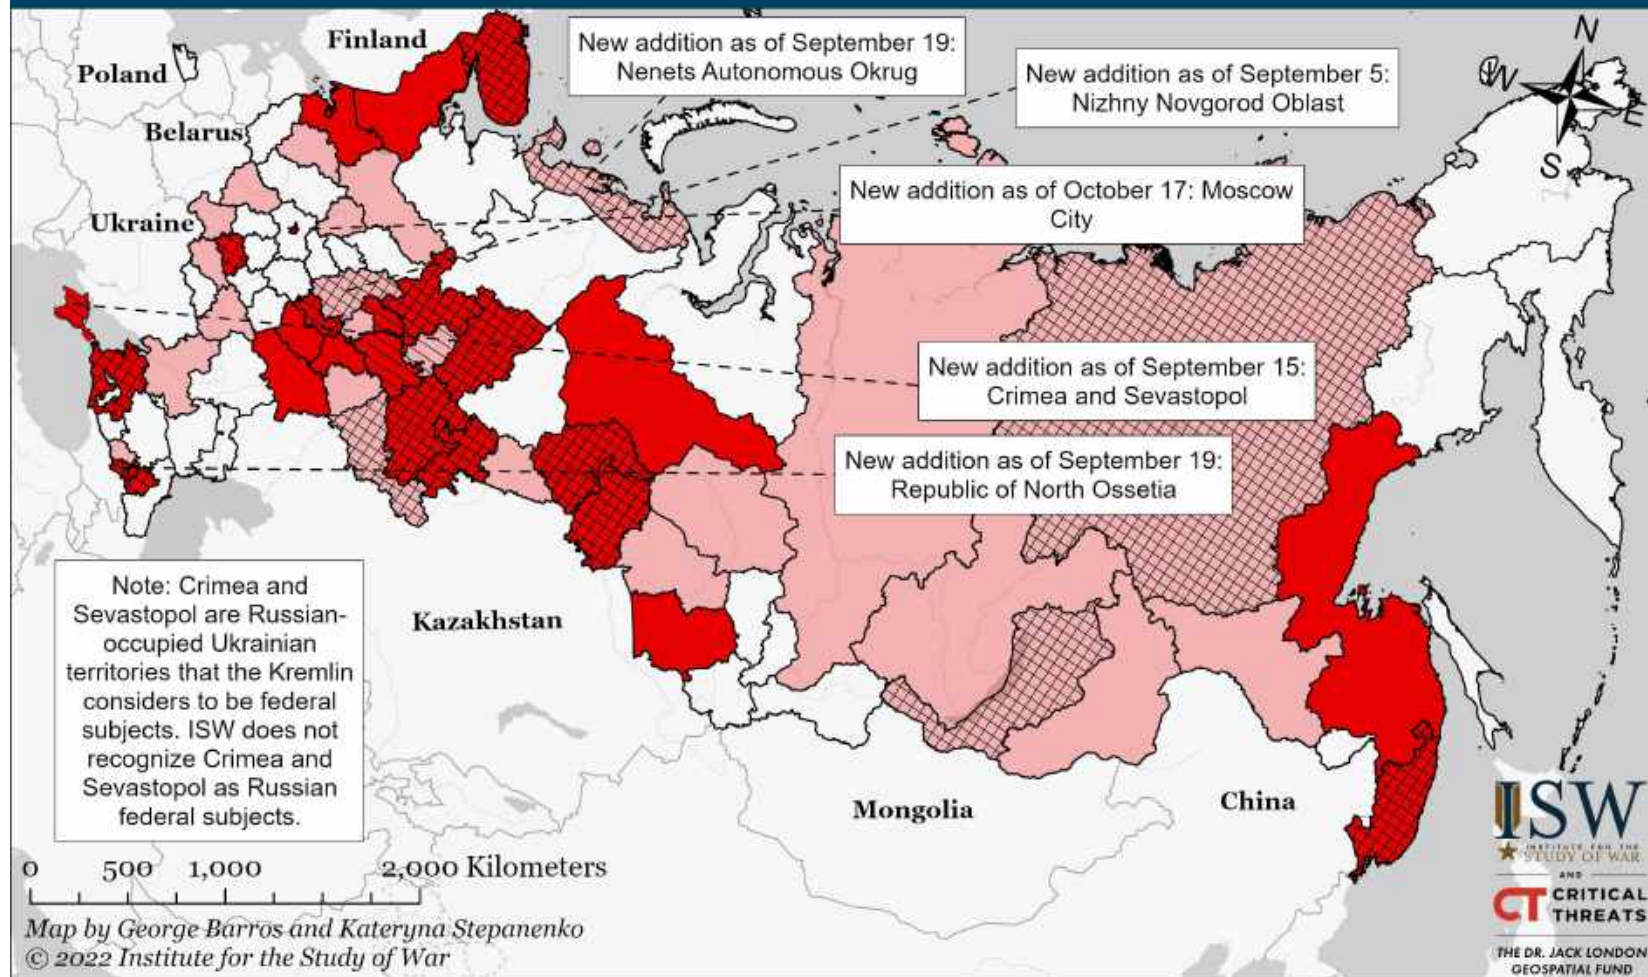 Finland
Poland
Belarus
Ukraine
New addition as of September 19:
Nenets Autonomous Okrug
New addition as of September 5:
Nizhny Novgorod Oblast
N
W
E
S
New addition as of October 17: Moscow
City
New addition as of September 15:
Crimea and Sevastopol
New addition as of September 19:
Republic of North Ossetia
Note: Crimea and
Sevastopol are Russian-
occupied Ukrainian
territories that the Kremlin
considers to be federal
subjects. ISW does not
recognize Crimea and
Sevastopol as Russian
federal subjects.
Kazakhstan
Mongolia
China
0 500 1,000 2,000 Kilometers
Map by George Barros and Kateryna Stepanenko
© 2022 Institute for the Study of War
ISW
INSTITUTE FOR THE
STUDY OF WAR
AND
CT CRITICAL
THREATS
THE DR. JACK LONDON
GEOSPATIAL FUND